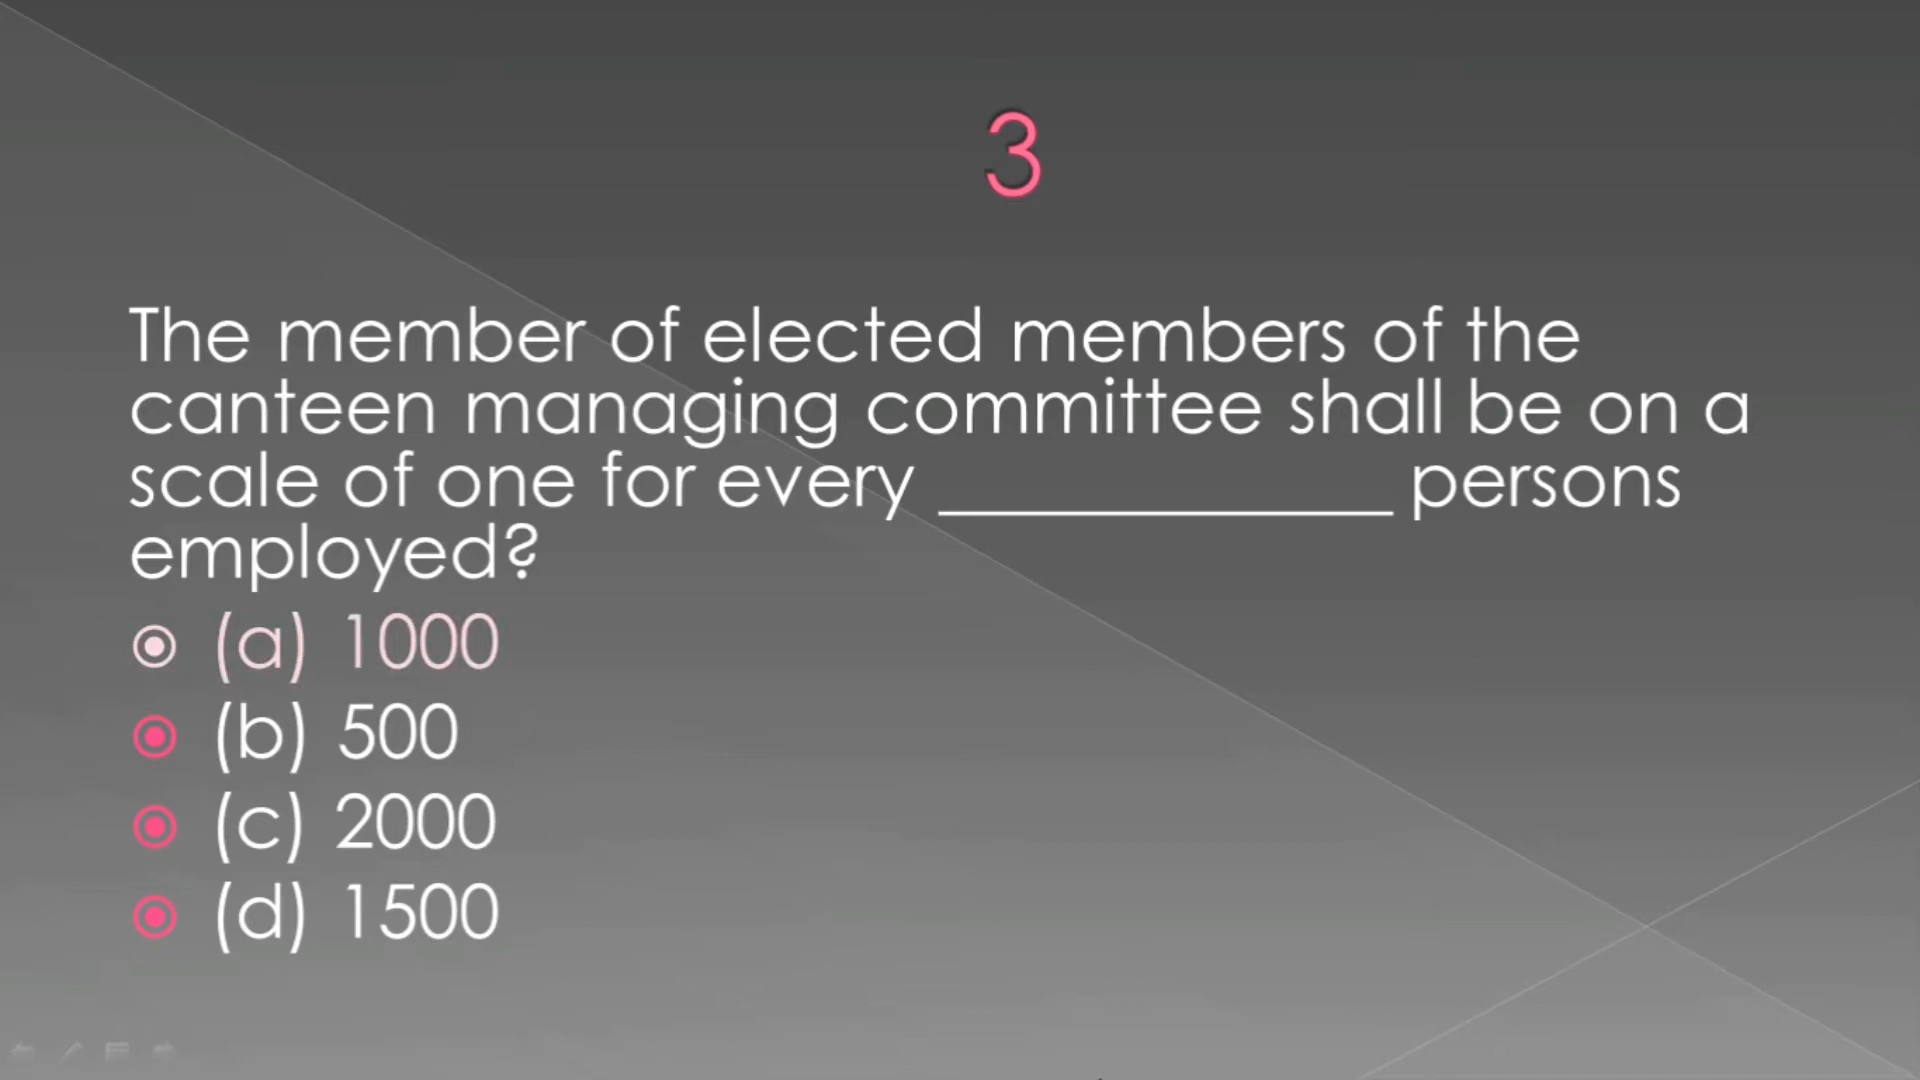 3
The member of elected members of the
canteen managing committee shall be on a
scale of one for every ______________ persons
employed?
(a) 1000
(b) 500
(c) 2000
(d) 1500